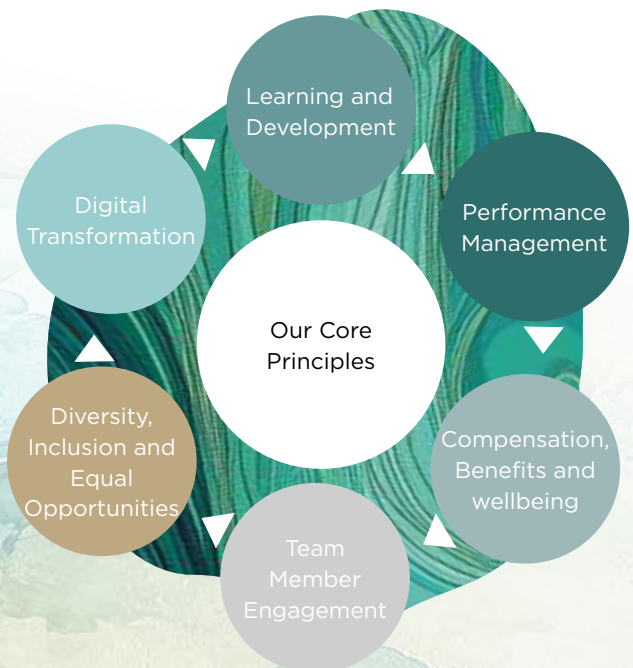 Learning and
Development
Performance
Management
Compensation,
Benefits and
wellbeing
Team
Member
Engagement
Diversity,
Inclusion and
Equal
Opportunities
Digital
Transformation
Our Core
Principles